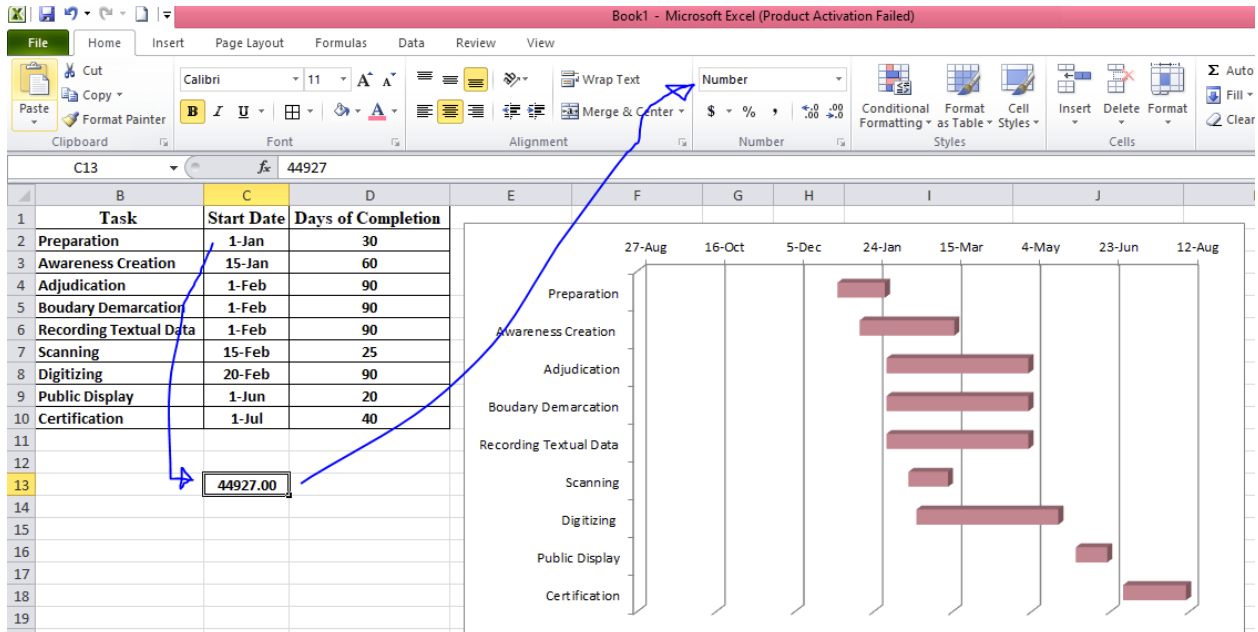 Book1 - Microsoft Excel (Product Activation Failed)
File Home Insert Page Layout Formulas Data Review View
Cut
Calibri 11 A A Wrap Text Number Σ Auto
Copy Fill
Paste Format Painter B I U A Merge & Center $ % , .0 .00 .00 .0 Conditional Formatting Format as Table Cell Styles Insert Delete Format Clear
Clipboard Font Alignment Number Styles Cells
C13 fx 44927
B C D E F G H I J
1 Task Start Date Days of Completion
2 Preparation 1-Jan 30
3 Awareness Creation 15-Jan 60
4 Adjudication 1-Feb 90
5 Boudary Demarcation 1-Feb 90
6 Recording Textual Data 1-Feb 90
7 Scanning 15-Feb 25
8 Digitizing 20-Feb 90
9 Public Display 1-Jun 20
10 Certification 1-Jul 40
11
12
13 44927.00
14
15
16
17
18
19
27-Aug 16-Oct 5-Dec 24-Jan 15-Mar 4-May 23-Jun 12-Aug
Preparation
Awareness Creation
Adjudication
Boudary Demarcation
Recording Textual Data
Scanning
Digitizing
Public Display
Certification